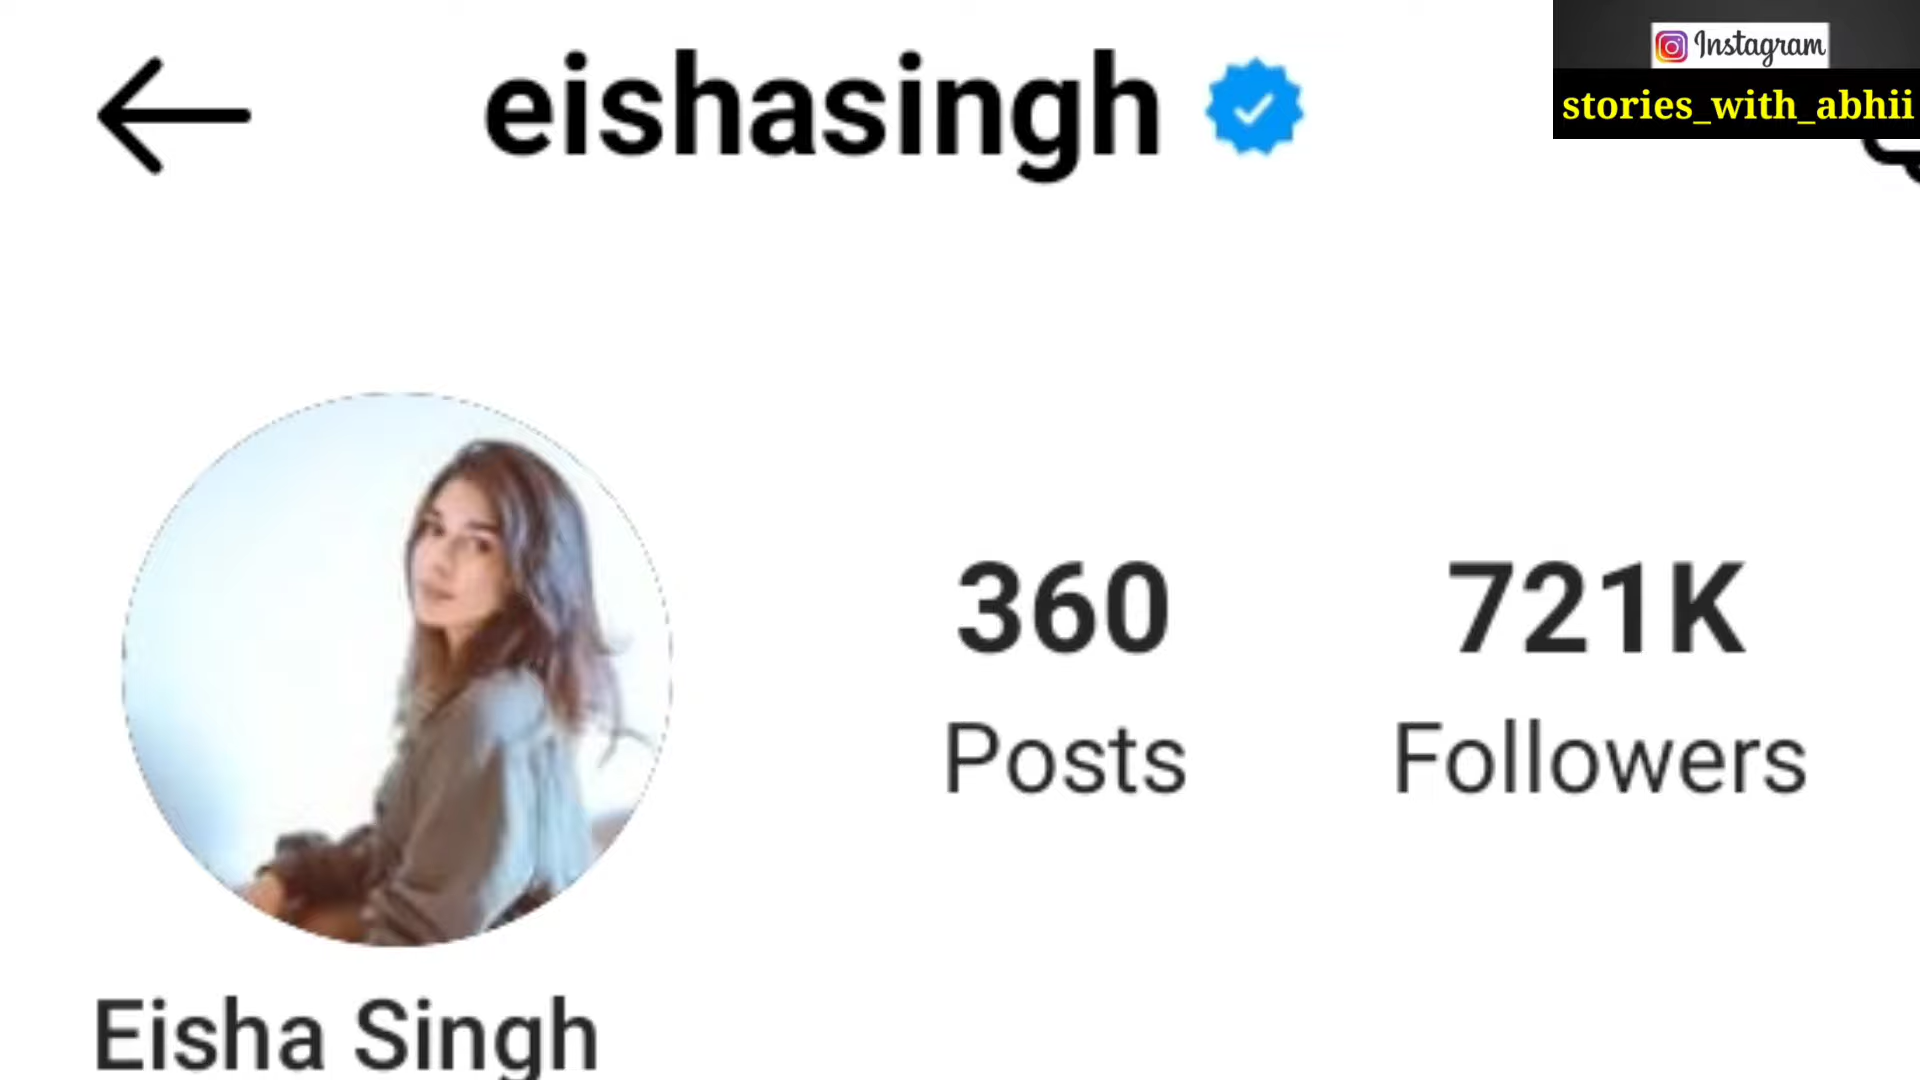 eishasingh
Instagram
stories_with_abhii
360
721K
Posts
Followers
Eisha Singh